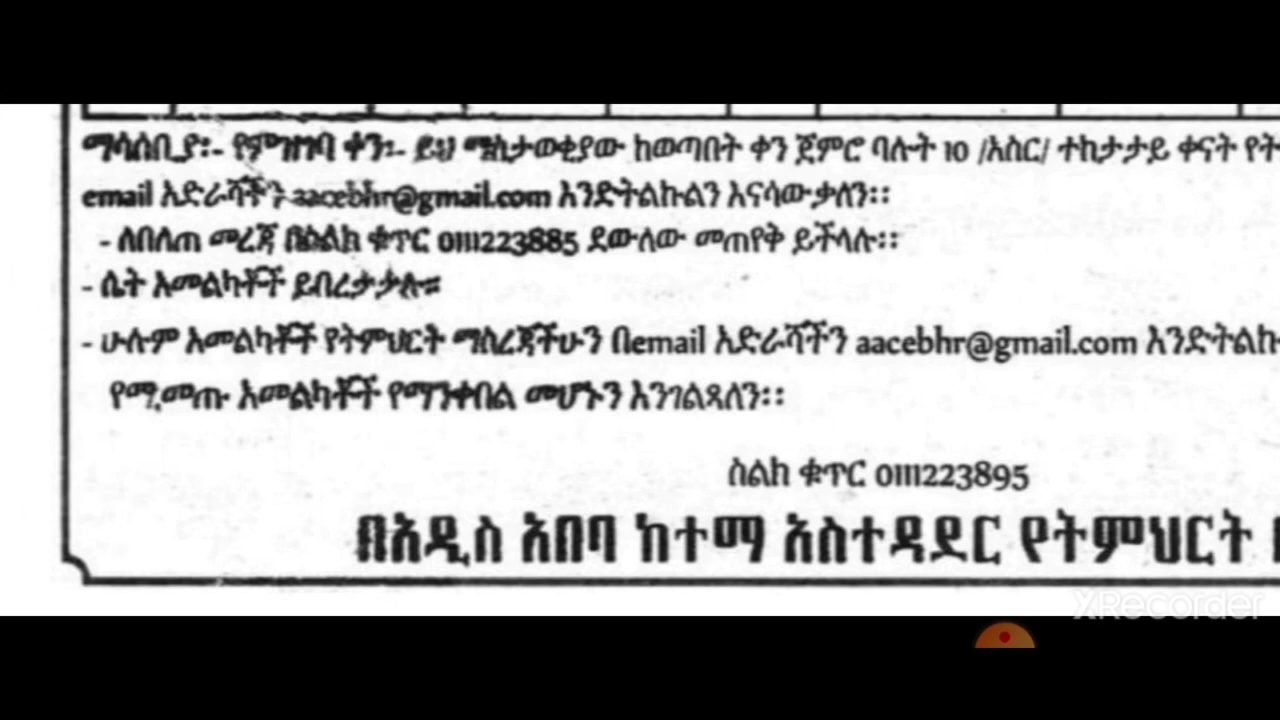 ማሳሰቢያ፡- የምዝገባ ቀን፡- ይህ ማስታወቂያው ከወጣበት ቀን ጀምሮ ባሉት 10 /አስር/ ተከታታይ ቀናት
email አድራሻችን aacebhr@gmail.com እንድትልኩልን እናሳውቃለን፡፡
- ለበለጠ መረጃ በስልክ ቁጥር 0111223885 ደውለው መጠየቅ ይችላሉ፡፡
- ሴት አመልካቾች ይበረታታሉ፡፡
- ሁሉም አመልካቾች የትምህርት ማስረጃችሁን በemail አድራሻችን aacebhr@gmail.com
የሚመጡ አመልካቾች የማንቀበል መሆኑን እንገልጻለን፡፡
ስልክ ቁጥር 0111223895
በአዲስ አበባ ከተማ አስተዳደር የትምህርት
XRecorder